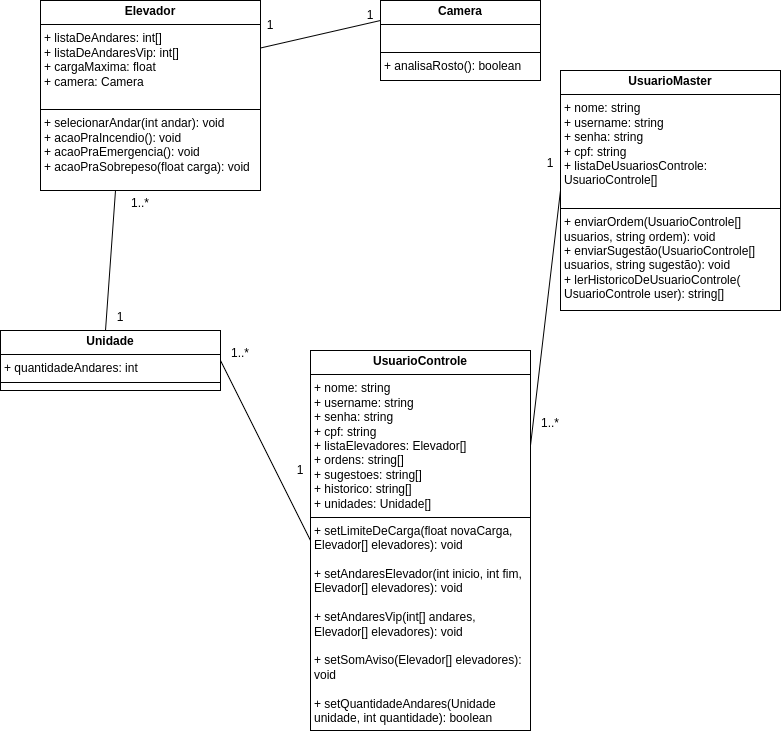 Elevador
+ listaDeAndares: int[]
+ listaDeAndaresVip: int[]
+ cargaMaxima: float
+ camera: Camera
+ selecionarAndar(int andar): void
+ acaoPraIncendio(): void
+ acaoPraEmergencia(): void
+ acaoPraSobrepeso(float carga): void
1
1
Camera
+ analisaRosto(): boolean
UsuarioMaster
+ nome: string
+ username: string
+ senha: string
+ cpf: string
+ listaDeUsuariosControle:
UsuarioControle[]
+ enviarOrdem(UsuarioControle[]
usuarios, string ordem): void
+ enviarSugestão(UsuarioControle[]
usuarios, string sugestão): void
+ lerHistoricoDeUsuarioControle(
UsuarioControle user): string[]
1
1..*
1..*
1
Unidade
+ quantidadeAndares: int
1..*
1
UsuarioControle
+ nome: string
+ username: string
+ senha: string
+ cpf: string
+ listaElevadores: Elevador[]
+ ordens: string[]
+ sugestoes: string[]
+ historico: string[]
+ unidades: Unidade[]
+ setLimiteDeCarga(float novaCarga,
Elevador[] elevadores): void
+ setAndaresElevador(int inicio, int fim,
Elevador[] elevadores): void
+ setAndaresVip(int[] andares,
Elevador[] elevadores): void
+ setSomAviso(Elevador[] elevadores):
void
+ setQuantidadeAndares(Unidade
unidade, int quantidade): boolean